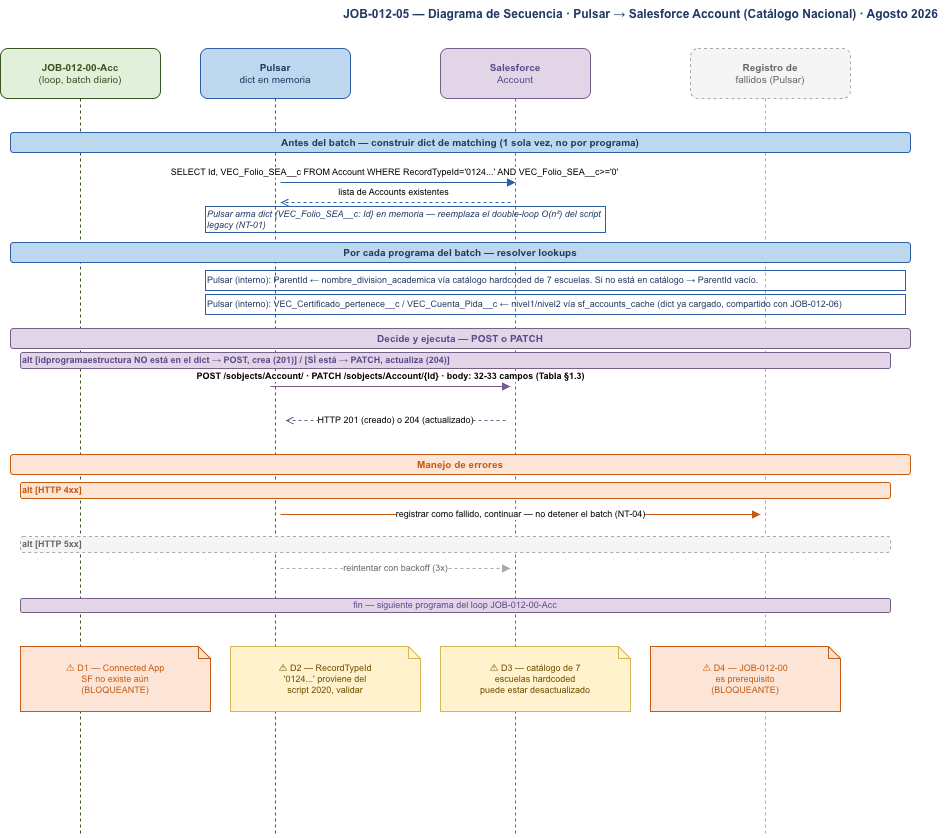 JOB-012-05 — Diagrama de Secuencia · Pulsar → Salesforce Account (Catálogo Nacional) · Agosto 2026
JOB-012-00-Acc
(loop, batch diario)
Pulsar
dict en memoria
Salesforce
Account
Registro de
fallidos (Pulsar)
Antes del batch — construir dict de matching (1 sola vez, no por programa)
SELECT Id, VEC_Folio_SEA__c FROM Account WHERE RecordTypeId='0124...' AND VEC_Folio_SEA__c>='0'
lista de Accounts existentes
Pulsar arma dict {VEC_Folio_SEA__c: Id} en memoria — reemplaza el double-loop O(n²) del script
legacy (NT-01)
Por cada programa del batch — resolver lookups
Pulsar (interno): ParentId ← nombre_division_academica vía catálogo hardcoded de 7 escuelas. Si no está en catálogo → ParentId vacío.
Pulsar (interno): VEC_Certificado_pertenece__c / VEC_Cuenta_Pida__c ← nivel1/nivel2 vía sf_accounts_cache (dict ya cargado, compartido con JOB-012-06)
Decide y ejecuta — POST o PATCH
alt [idprogramaestructura NO está en el dict → POST, crea (201)] / [SÍ está → PATCH, actualiza (204)]
POST /sobjects/Account/ · PATCH /sobjects/Account/{Id} · body: 32-33 campos (Tabla §1.3)
HTTP 201 (creado) o 204 (actualizado)
Manejo de errores
alt [HTTP 4xx]
registrar como fallido, continuar — no detener el batch (NT-04)
alt [HTTP 5xx]
reintentar con backoff (3x)
fin — siguiente programa del loop JOB-012-00-Acc
⚠ D1 — Connected App
SF no existe aún
(BLOQUEANTE)
⚠ D2 — RecordTypeId
'0124...' proviene del
script 2020, validar
⚠ D3 — catálogo de 7
escuelas hardcoded
puede estar desactualizado
⚠ D4 — JOB-012-00
es prerequisito
(BLOQUEANTE)